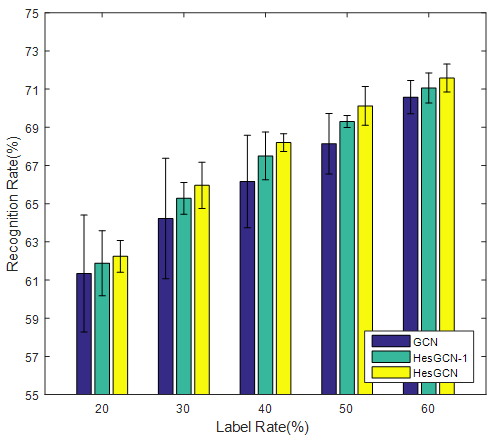 75
73
71
69
67
65
63
61
59
57
55
Recognition Rate(%)
GCN
HesGCN-1
HesGCN
20 30 40 50 60
Label Rate(%)